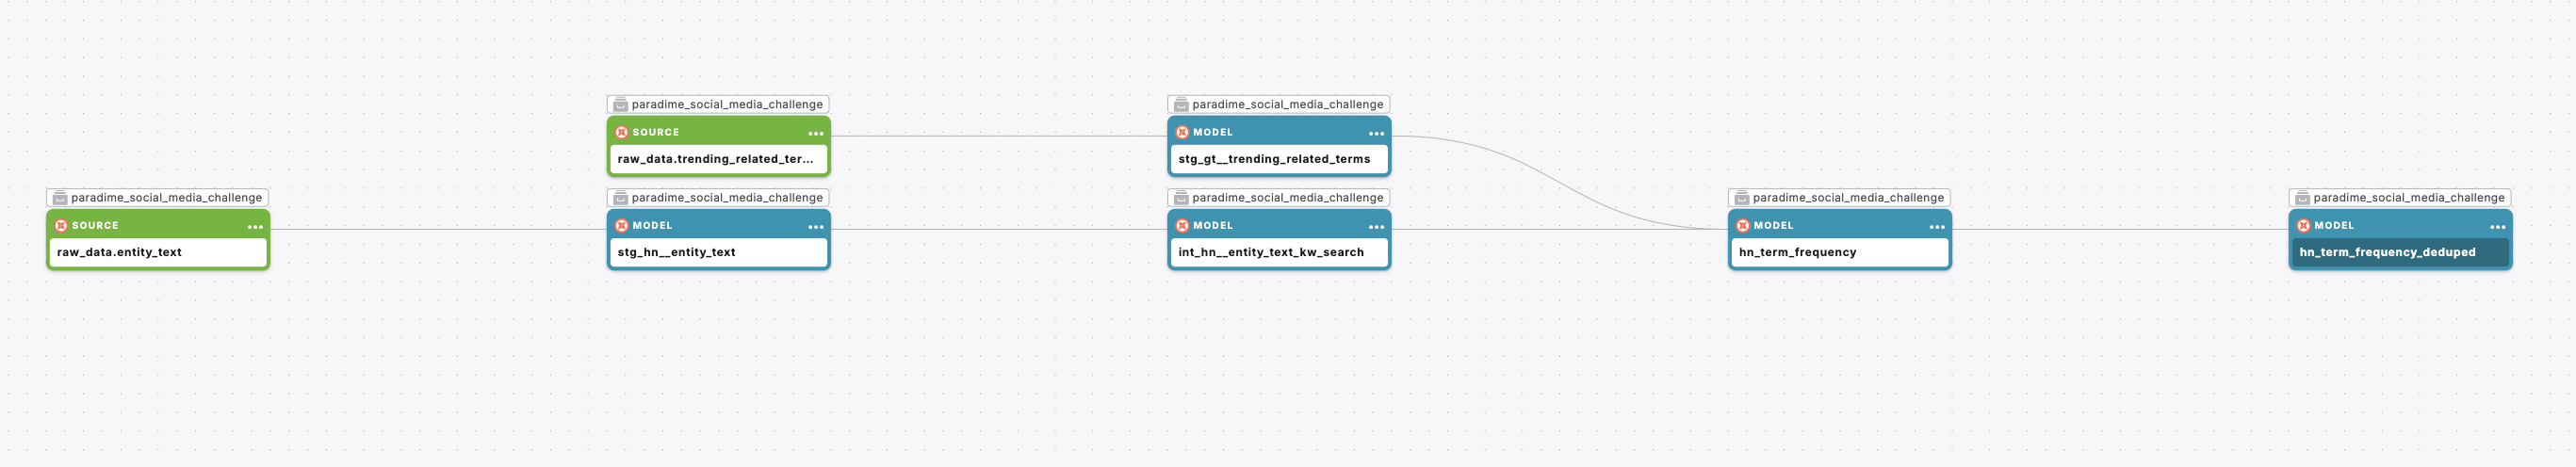 paradime_social_media_challenge
SOURCE
raw_data.trending_related_ter...
paradime_social_media_challenge
MODEL
stg_gt__trending_related_terms
paradime_social_media_challenge
SOURCE
raw_data.entity_text
paradime_social_media_challenge
MODEL
stg_hn__entity_text
paradime_social_media_challenge
MODEL
int_hn__entity_text_kw_search
paradime_social_media_challenge
MODEL
hn_term_frequency
paradime_social_media_challenge
MODEL
hn_term_frequency_deduped